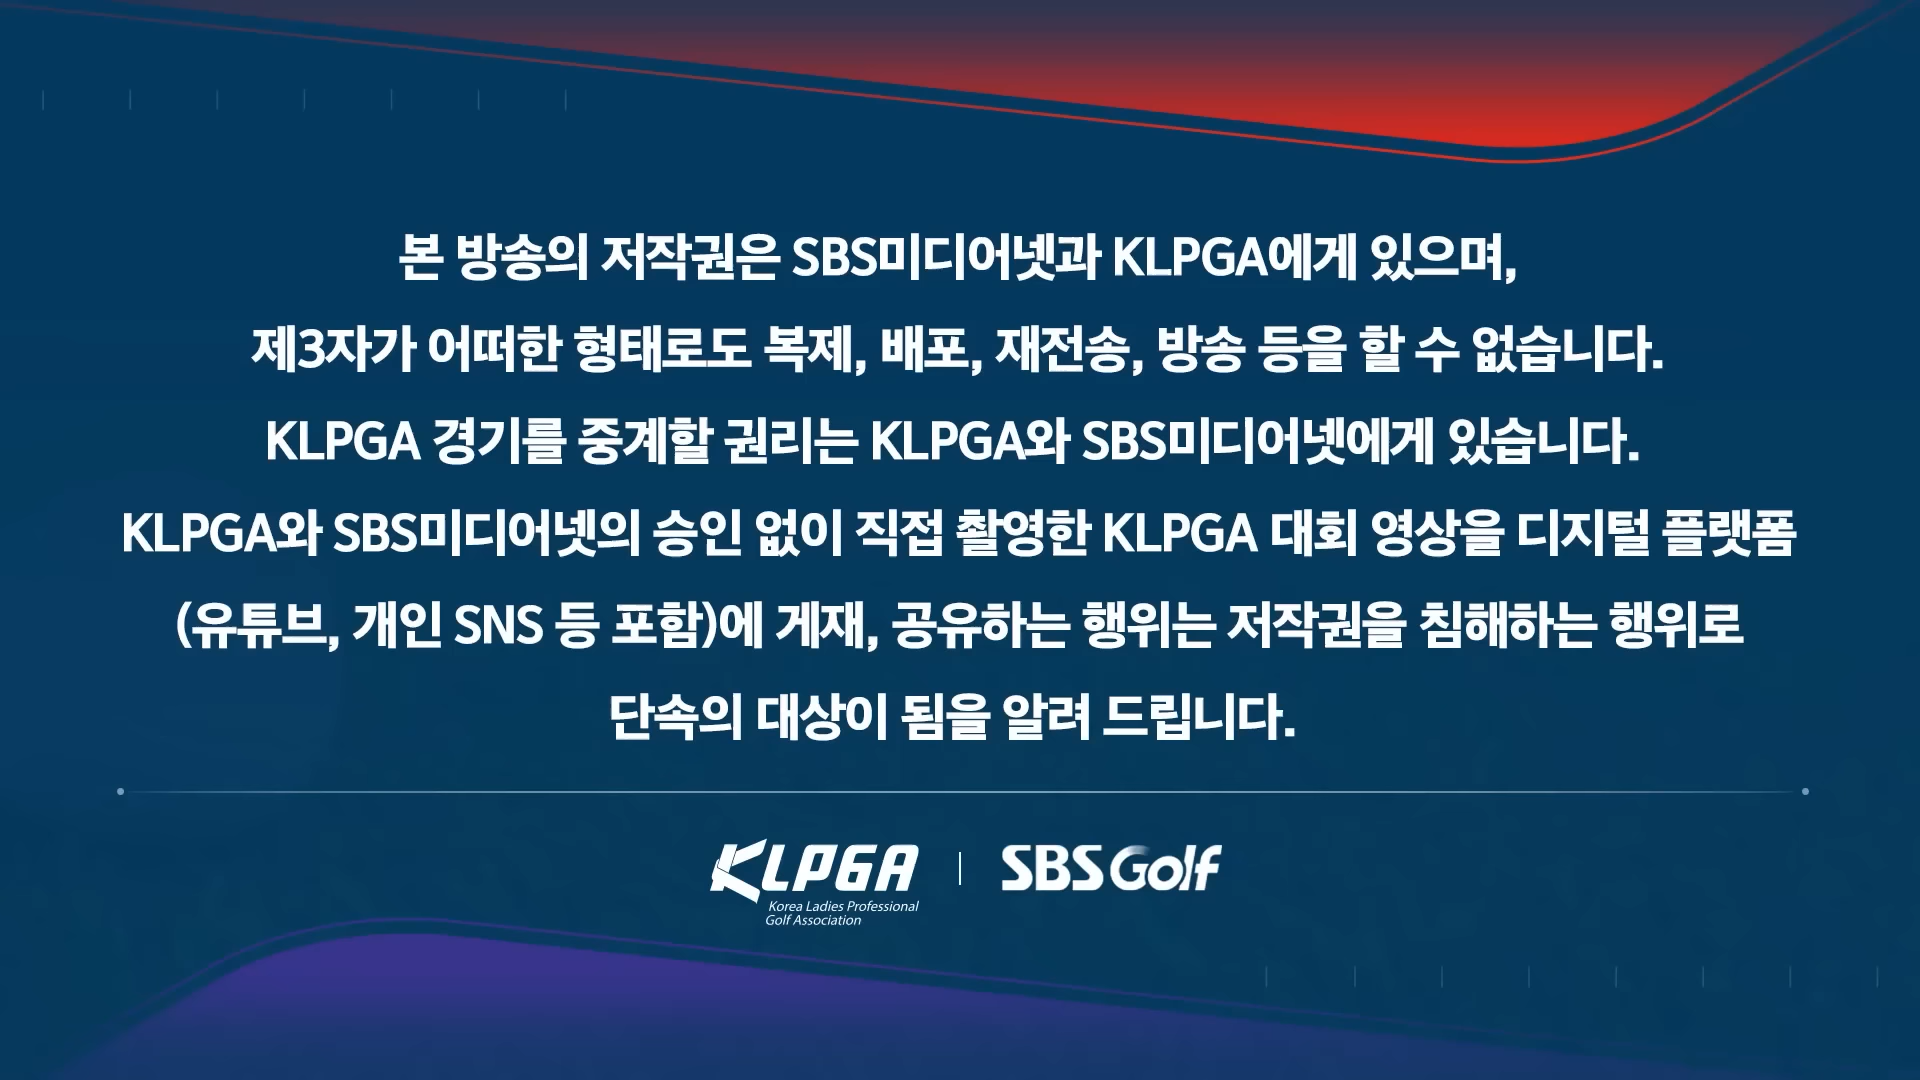 본 방송의 저작권은 SBS미디어넷과 KLPGA에게 있으며,
제3자가 어떠한 형태로도 복제, 배포, 재전송, 방송 등을 할 수 없습니다.
KLPGA 경기를 중계할 권리는 KLPGA와 SBS미디어넷에게 있습니다.
KLPGA와 SBS미디어넷의 승인 없이 직접 촬영한 KLPGA 대회 영상을 디지털 플랫폼
(유튜브, 개인 SNS 등 포함)에 게재, 공유하는 행위는 저작권을 침해하는 행위로
단속의 대상이 됨을 알려 드립니다.
KLPGA
Korea Ladies Professional
Golf Association
SBS Golf